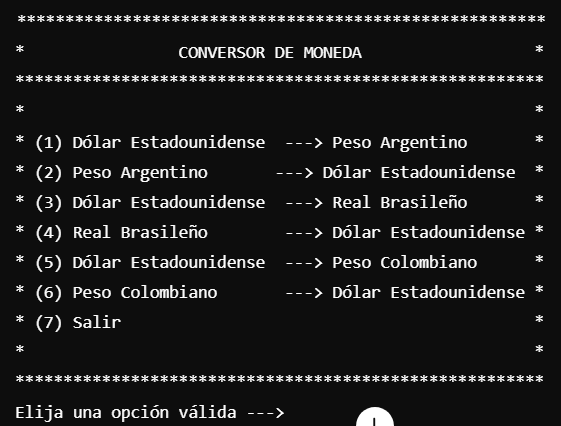 *******************************************************
*                CONVERSOR DE MONEDA                  *
*******************************************************
*                                                     *
* (1) Dólar Estadounidense  ---> Peso Argentino       *
* (2) Peso Argentino       ---> Dólar Estadounidense  *
* (3) Dólar Estadounidense  ---> Real Brasileño       *
* (4) Real Brasileño        ---> Dólar Estadounidense *
* (5) Dólar Estadounidense  ---> Peso Colombiano      *
* (6) Peso Colombiano       ---> Dólar Estadounidense *
* (7) Salir                                           *
*                                                     *
*******************************************************
Elija una opción válida --->